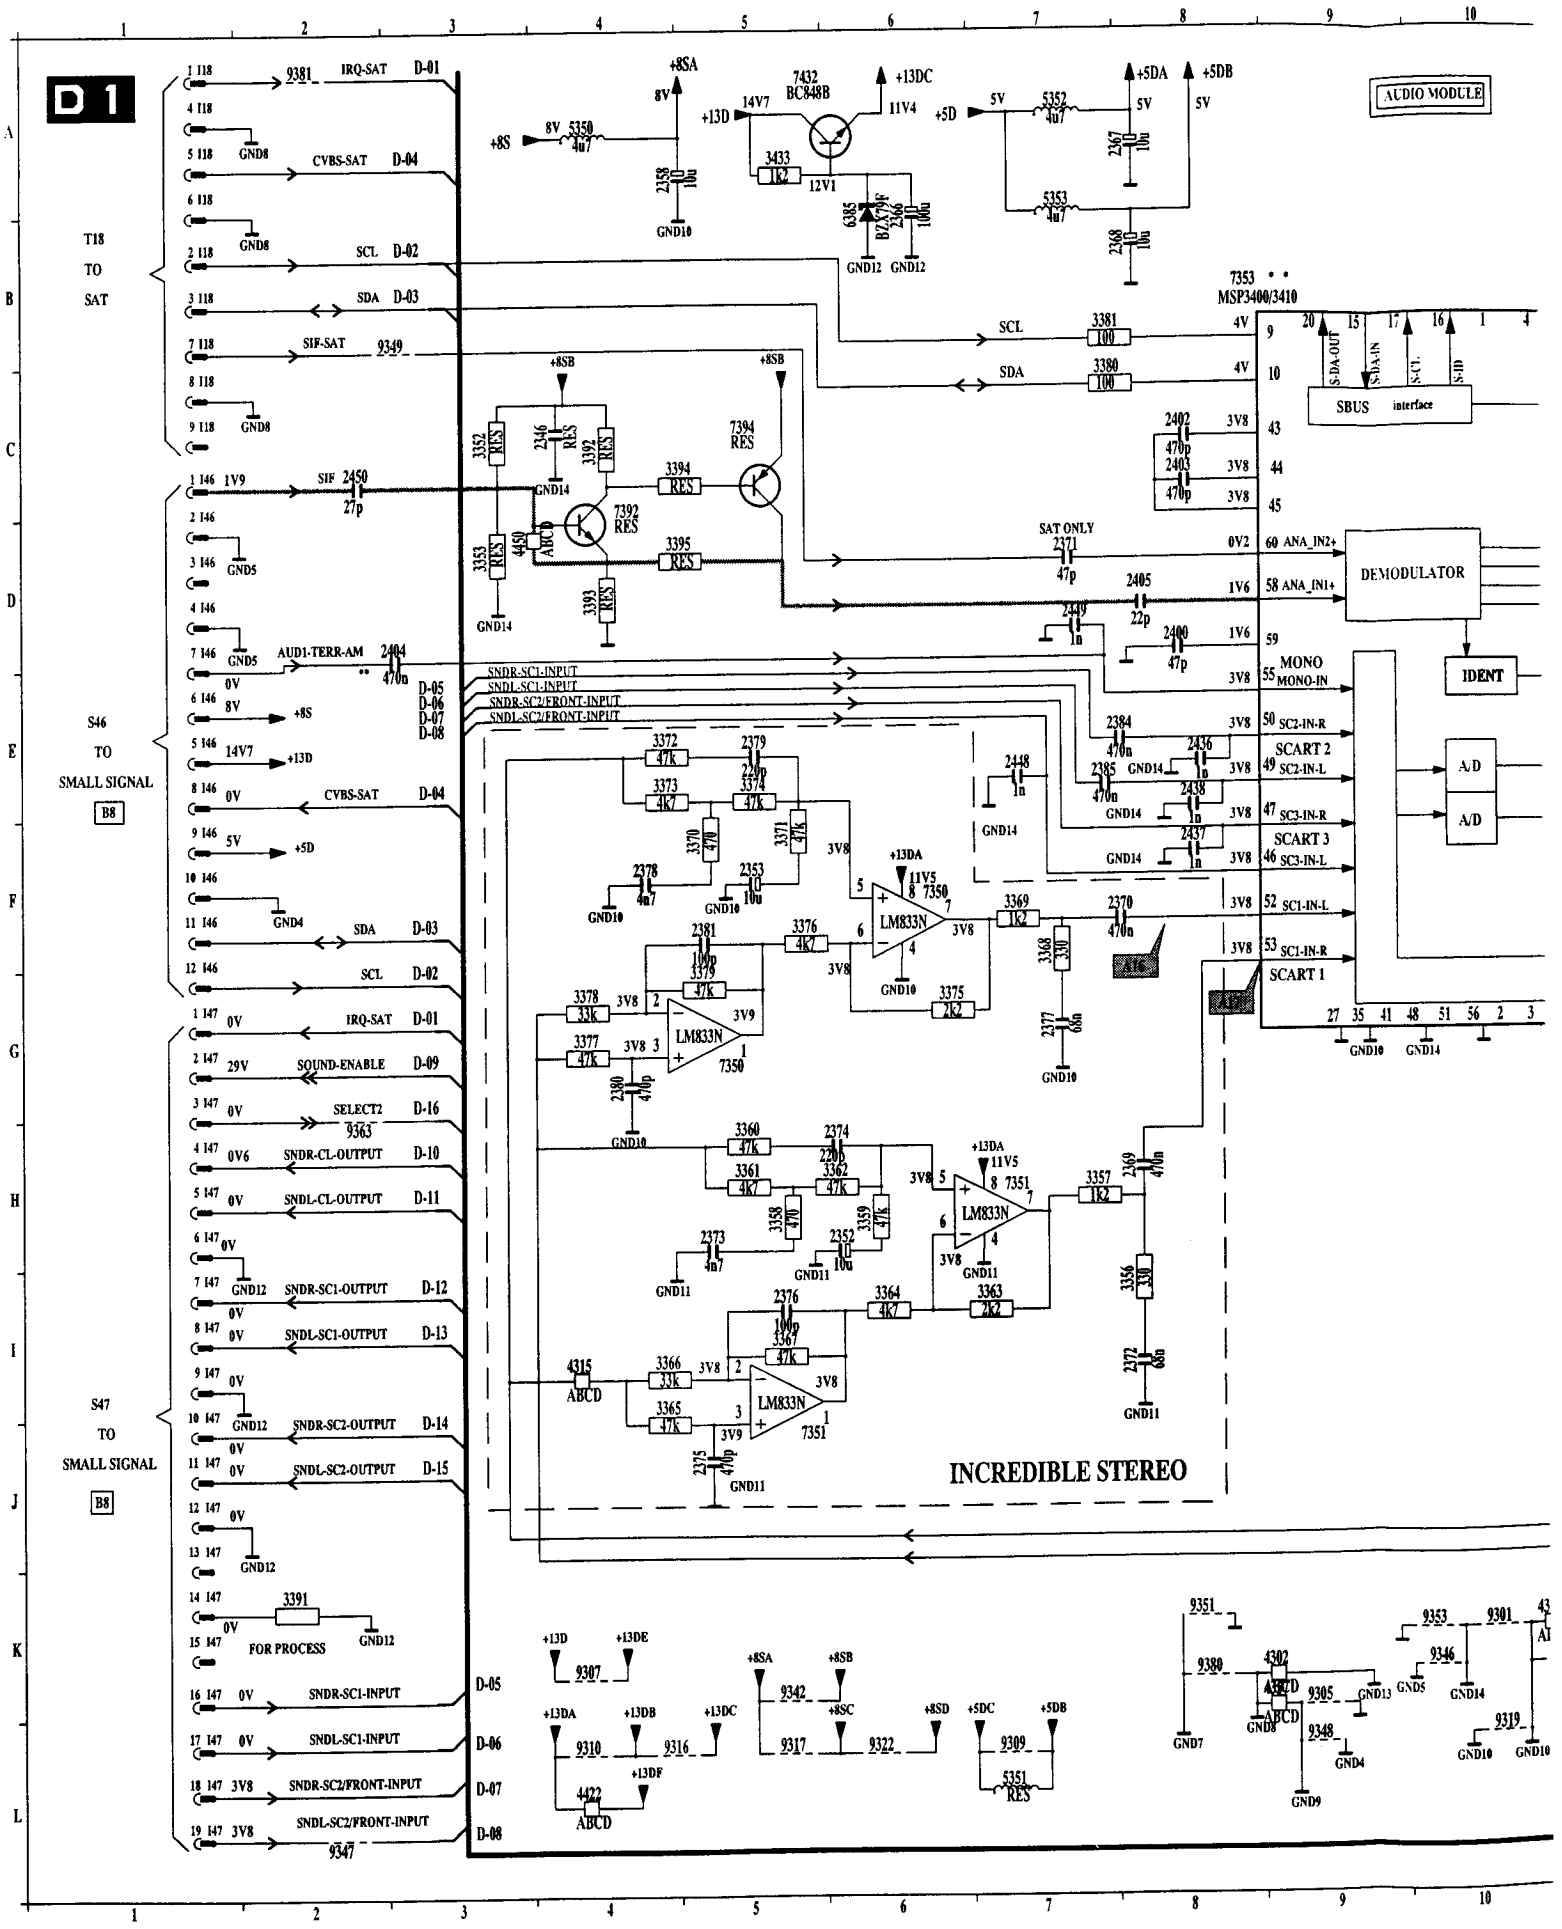 1 2 3 4 5 6 7 8 9 10
D 1
AUDIO MODULE
A
B
C
D
E
F
G
H
I
J
K
L
T18
TO
SAT
1 I18 9381 IRQ-SAT D-01
4 I18
GND8
5 I18 CVBS-SAT D-04
6 I18
GND8
2 I18 SCL D-02
3 I18 SDA D-03
7 I18 SIF-SAT 9349
8 I18
GND8
9 I18
S46
TO
SMALL SIGNAL
B8
1 I46 1V9 SIF 2450
27p
2 I46
GND5
3 I46
4 I46
GND5
7 I46 AUD1-TERR-AM 2404
0V ** 470n
6 I46 8V +8S
5 I46 14V7 +13D
8 I46 0V CVBS-SAT D-04
9 I46 5V +5D
10 I46
GND4
11 I46 SDA D-03
12 I46 SCL D-02
D-05
D-06
D-07
D-08
S47
TO
SMALL SIGNAL
B8
1 I47 0V IRQ-SAT D-01
2 I47 29V SOUND-ENABLE D-09
3 I47 0V SELECT2 D-16
9363
4 I47 0V6 SNDR-CL-OUTPUT D-10
5 I47 0V SNDL-CL-OUTPUT D-11
6 I47 0V
GND12
7 I47 SNDR-SC1-OUTPUT D-12
0V
8 I47 0V SNDL-SC1-OUTPUT D-13
9 I47 0V
GND12
10 I47 SNDR-SC2-OUTPUT D-14
0V
11 I47 0V SNDL-SC2-OUTPUT D-15
12 I47 0V
GND12
13 I47
14 I47 3391
0V GND12
FOR PROCESS
15 I47
16 I47 0V SNDR-SC1-INPUT D-05
17 I47 0V SNDL-SC1-INPUT D-06
18 I47 3V8 SNDR-SC2/FRONT-INPUT D-07
19 I47 3V8 SNDL-SC2/FRONT-INPUT D-08
9347
+8SA
8V
+8S 8V 5350
4u7
2358
10u
GND10
7432
BC848B
+13DC
14V7 11V4
+13D
3433
1k2
12V1
6385
BZX79F
2366
100u
GND12 GND12
+5DA +5DB
+5D 5V 5352 5V 5V
4u7
2367
10u
5353
4u7
2368
10u
SCL 3381 4V
100
SDA 3380 4V
100
+8SB +8SB
3352
RES
2346
RES
3392
RES
7394
RES
GND14
3394
RES
7392
RES
4450
ABCD
3353
RES
3395
RES
3393
RES
GND14
2402 3V8
470p
2403 3V8
470p
3V8
SAT ONLY
2371 0V2
47p
2405 1V6
22p
2449
1n
2400 1V6
47p
SNDR-SC1-INPUT
SNDL-SC1-INPUT
SNDR-SC2/FRONT-INPUT
SNDL-SC2/FRONT-INPUT
3V8
2384 3V8
470n
2436
1n
GND14
2385 3V8
470n
2438
1n
GND14 3V8
2437
1n
GND14 3V8
2448
1n
GND14
7353 * *
MSP3400/3410
9 20 15 17 16 1 4
S-DA-OUT
S-DA-IN
S-CL
S-ID
SBUS interface
10
43
44
45
60 ANA_IN2+
DEMODULATOR
58 ANA_IN1+
59
IDENT
MONO
55 MONO-IN
50 SC2-IN-R
SCART 2
49 SC2-IN-L
A/D
47 SC3-IN-R
A/D
SCART 3
46 SC3-IN-L
52 SC1-IN-L
53 SC1-IN-R
SCART 1
27 35 41 48 51 56 2 3
GND10 GND14
3372
47k
2379
220p
3373
4k7
3374
47k
3370
470
3371
47k
3V8
2378
4n7
GND10
2353
10u
GND10
+13DA
11V5
5 8 7350
7
LM833N
6
4
3V8
3V8
GND10
3369
1k2
2370 3V8
470n
3368
330
3V8
A16
2377
68n
GND10
2381
100p
3379
47k
3376
4k7
3375
2k2
3378 3V8 2
33k
3V9
LM833N
1
7350
3377 3V8 3
47k
2380
470p
GND10
3360
47k
2374
220p
3361
4k7
3362
47k
3358
470
3359
47k
2373
4n7
GND11
2352
10u
GND11
+13DA
11V5
3V8 5 8 7351
7
LM833N
6
4
3V8
GND11
3357
1k2
2369
470n
3356
330
2372
68n
GND11
2376
100p
3367
47k
3364
4k7
3363
2k2
4315
ABCD
3366 3V8 2
33k
3V8
LM833N
1
7351
3365 3
47k 3V9
2375
470p
GND11
INCREDIBLE STEREO
+13D +13DE
9307
+13DA +13DB +13DC
9310 9316
4422 +13DF
ABCD
+8SA +8SB
9342
+8SC +8SD
9317 9322
+5DC +5DB
9309
5351
RES
9351
9380 4302
ABCD
GND13
ABCD 9305
GND8
9348
GND7 GND4
GND9
9353 9301
9346
GND5 GND14
9319
GND10 GND10
1 2 3 4 5 6 7 8 9 10